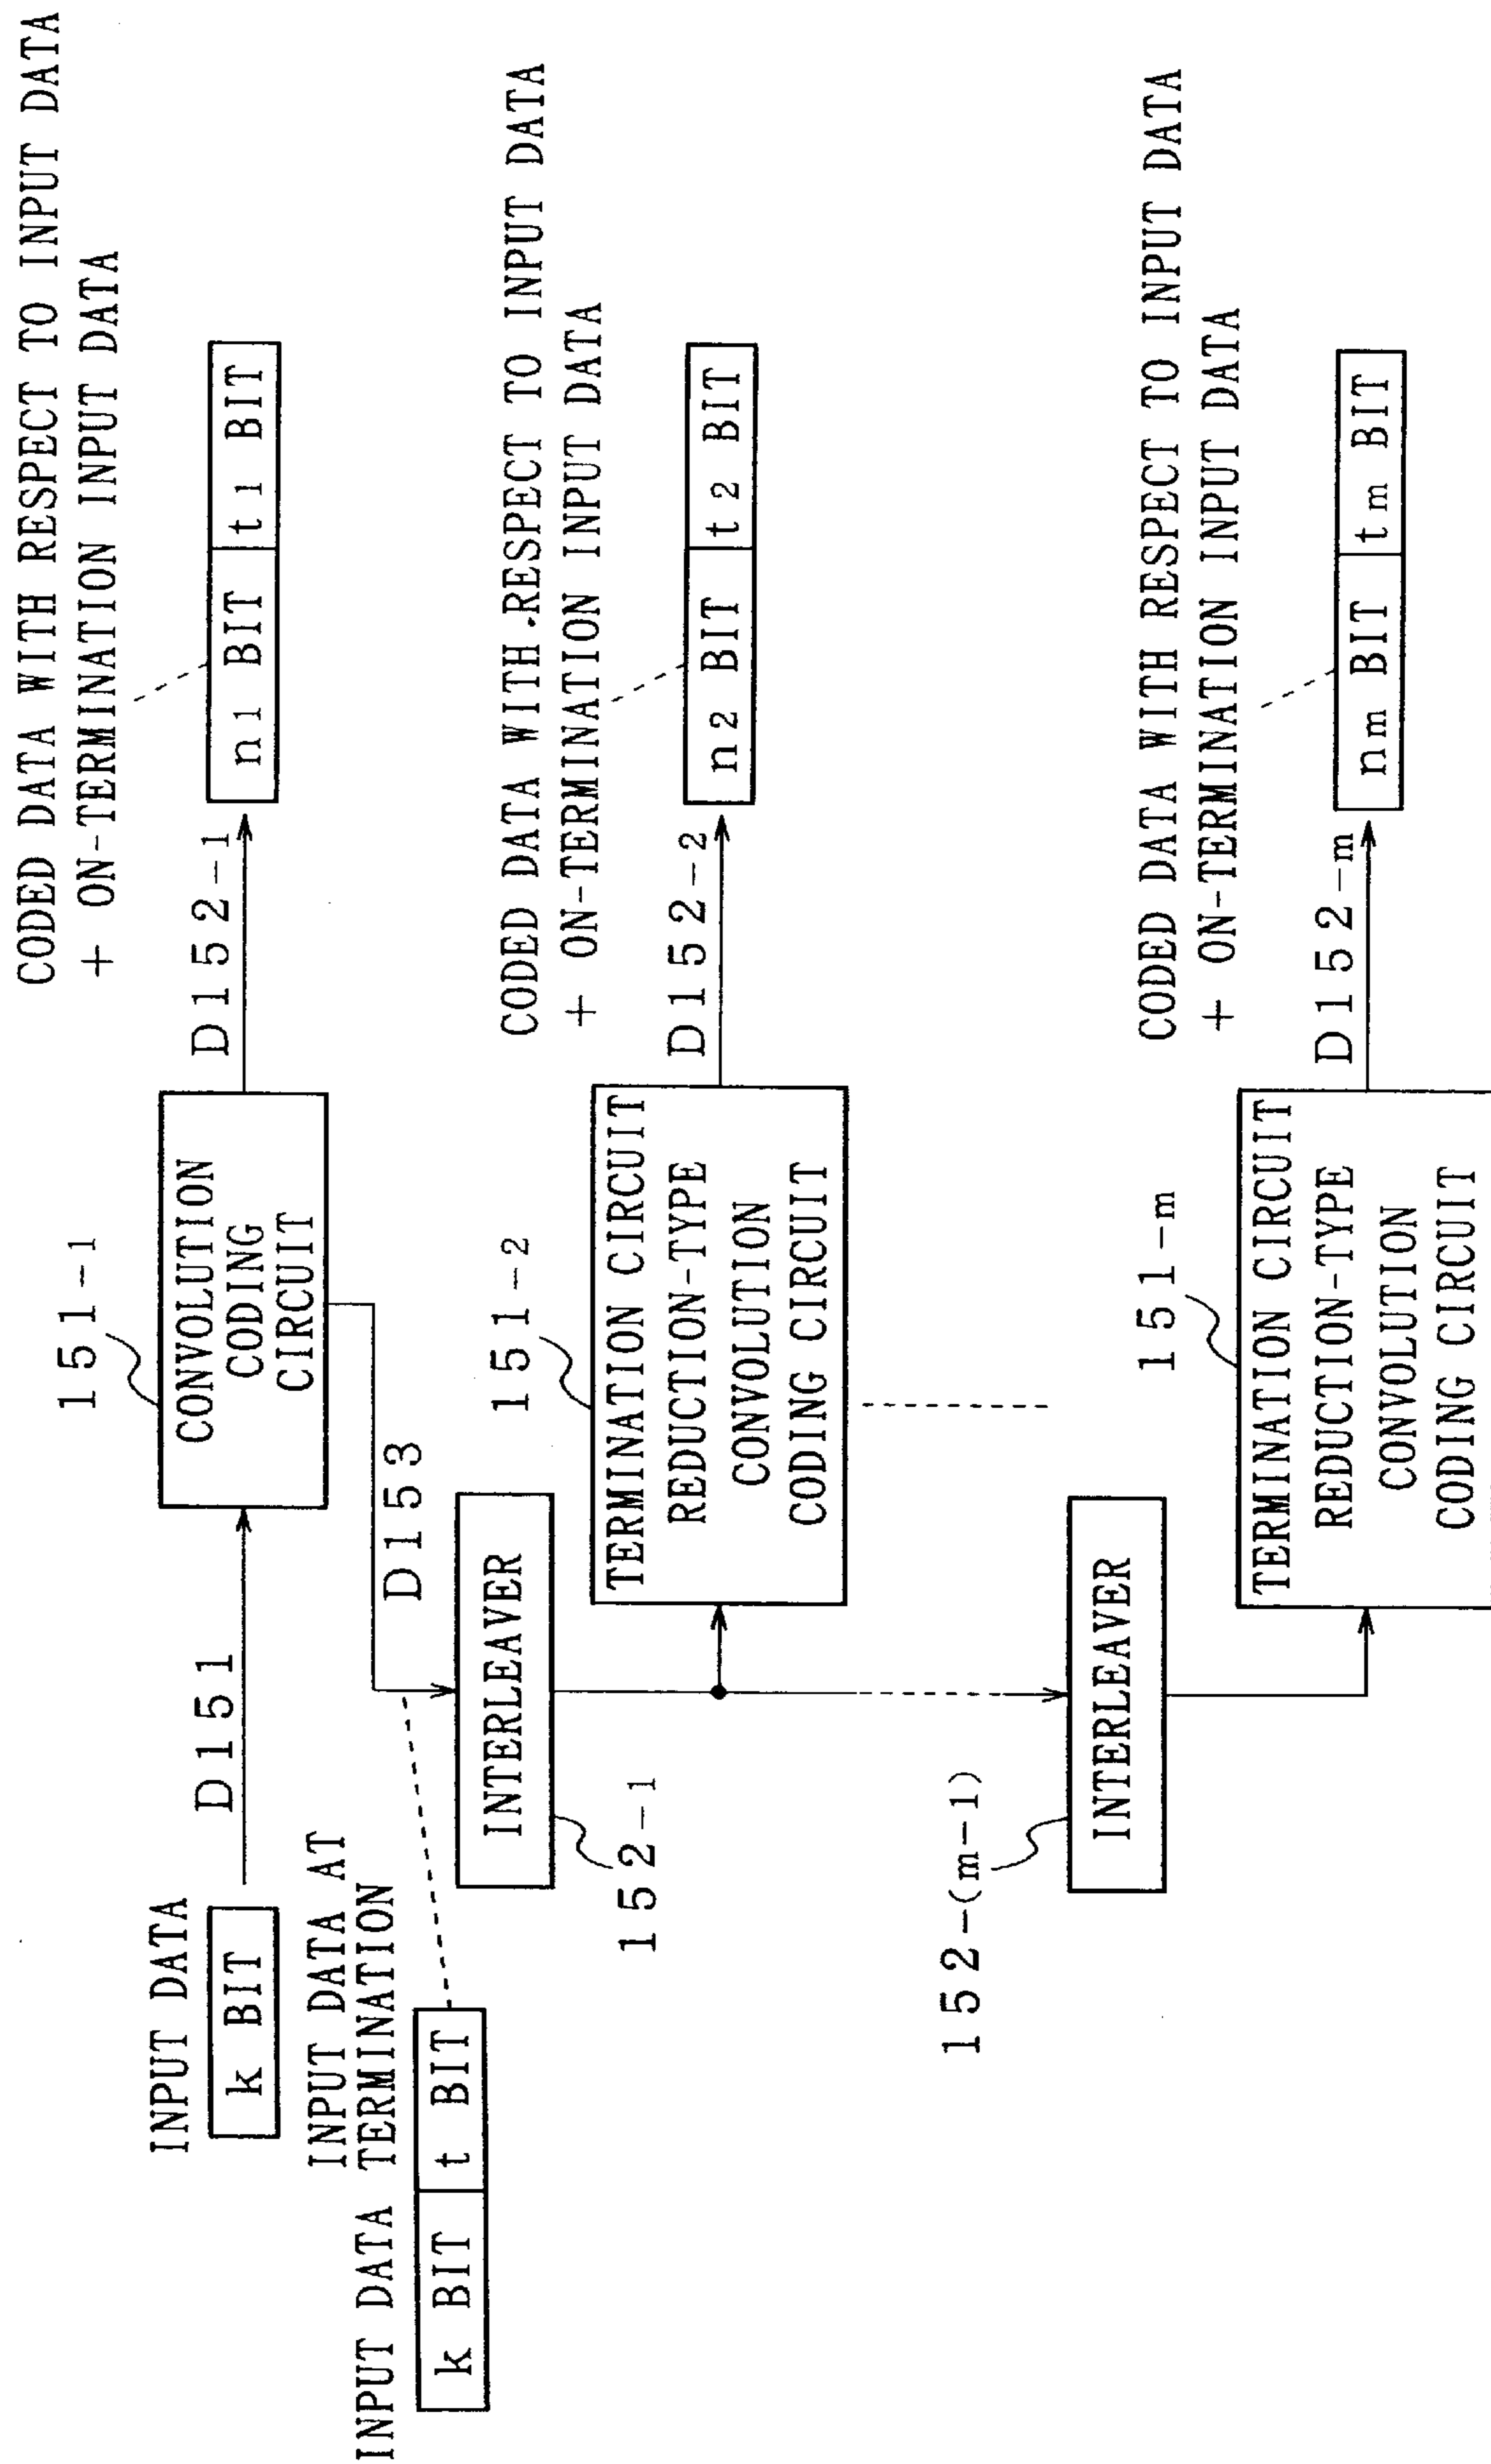 INPUT DATA
k BIT
D151
151-1
CONVOLUTION
CODING
CIRCUIT
D152-1
CODED DATA WITH RESPECT TO INPUT DATA
+ ON-TERMINATION INPUT DATA
n1 BIT t1 BIT
INPUT DATA AT
INPUT DATA TERMINATION
k BIT t BIT
D153
INTERLEAVER
152-1
151-2
TERMINATION CIRCUIT
REDUCTION-TYPE
CONVOLUTION
CODING CIRCUIT
D152-2
CODED DATA WITH.RESPECT TO INPUT DATA
+ ON-TERMINATION INPUT DATA
n2 BIT t2 BIT
152-(m-1)
INTERLEAVER
151-m
TERMINATION CIRCUIT
REDUCTION-TYPE
CONVOLUTION
CODING CIRCUIT
D152-m
CODED DATA WITH RESPECT TO INPUT DATA
+ ON-TERMINATION INPUT DATA
nm BIT tm BIT